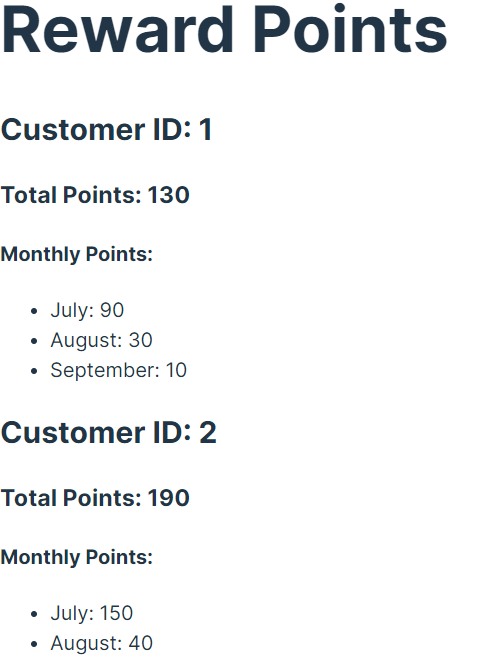 Reward Points
Customer ID: 1
Total Points: 130
Monthly Points:
• July: 90
• August: 30
• September: 10
Customer ID: 2
Total Points: 190
Monthly Points:
• July: 150
• August: 40